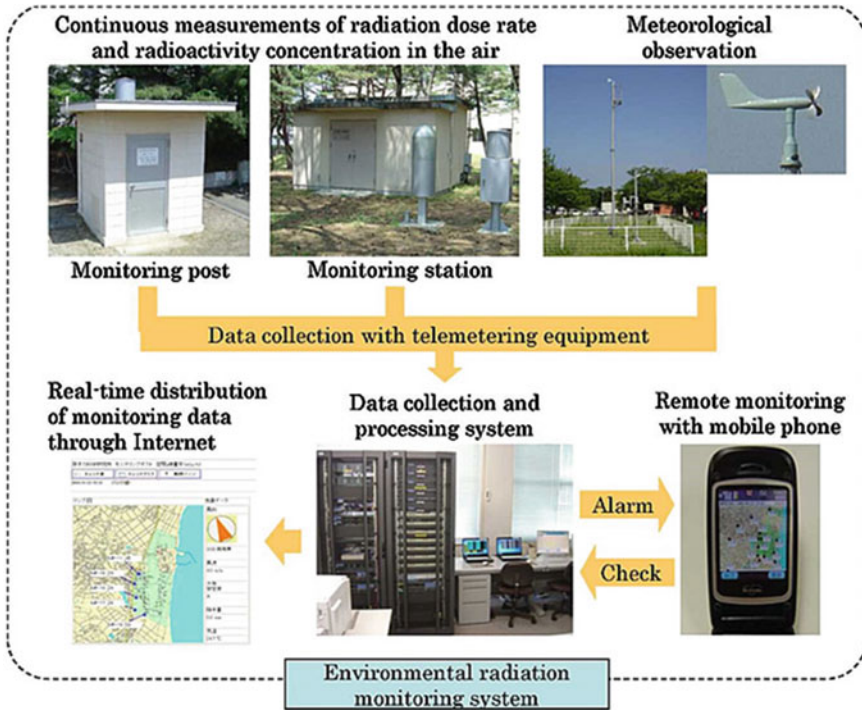 Continuous measurements of radiation dose rate
and radioactivity concentration in the air
Meteorological
observation
Monitoring post
Monitoring station
Data collection with telemetering equipment
Real-time distribution
of monitoring data
through Internet
Data collection and
processing system
Remote monitoring
with mobile phone
Alarm
Check
Environmental radiation
monitoring system